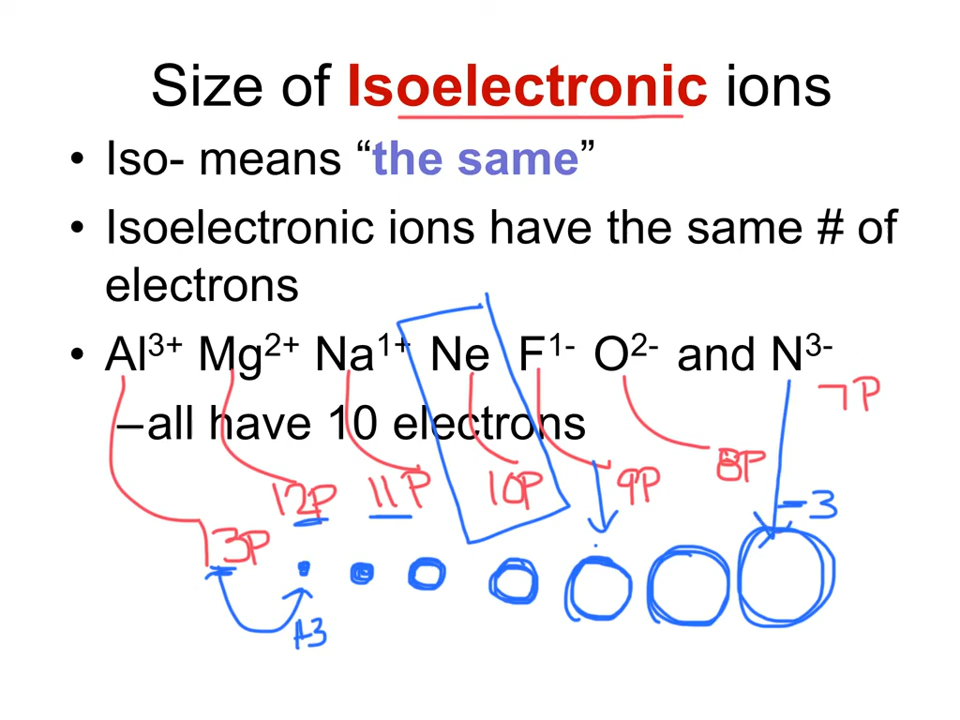 Size of Isoelectronic ions
• Iso- means “the same”
• Isoelectronic ions have the same # of
electrons
• Al³⁺ Mg²⁺ Na¹⁺ Ne F¹⁻ O²⁻ and N³⁻
–all have 10 electrons
7P
13P 12P 11P 10P 9P 8P
-3
+3